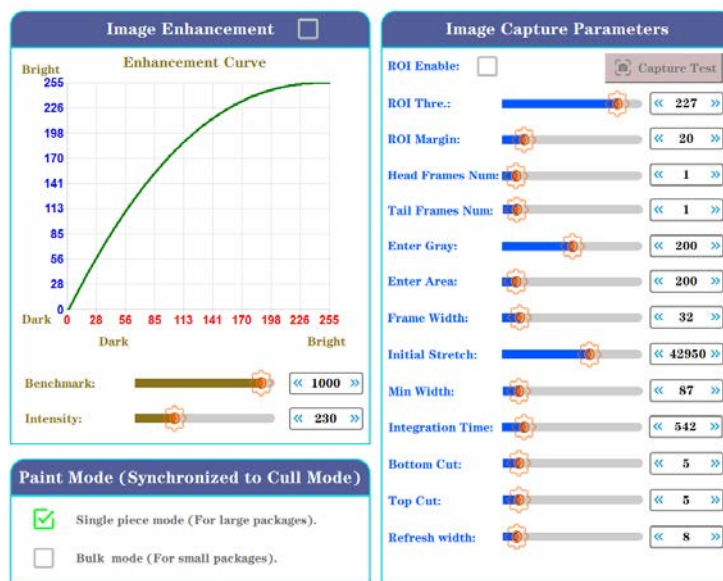 Image Enhancement
Bright
Enhancement Curve
255
226
198
170
141
113
85
56
28
0
Dark
0 28 56 85 113 141 170 198 226 255
Dark Bright
Benchmark: « 1000 »
Intensity: « 230 »
Paint Mode (Synchronized to Cull Mode)
Single piece mode (For large packages).
Bulk mode (For small packages).
Image Capture Parameters
ROI Enable: Capture Test
ROI Thre.: « 227 »
ROI Margin: « 20 »
Head Frames Num: « 1 »
Tail Frames Num: « 1 »
Enter Gray: « 200 »
Enter Area: « 200 »
Frame Width: « 32 »
Initial Stretch: « 42950 »
Min Width: « 87 »
Integration Time: « 542 »
Bottom Cut: « 5 »
Top Cut: « 5 »
Refresh width: « 8 »